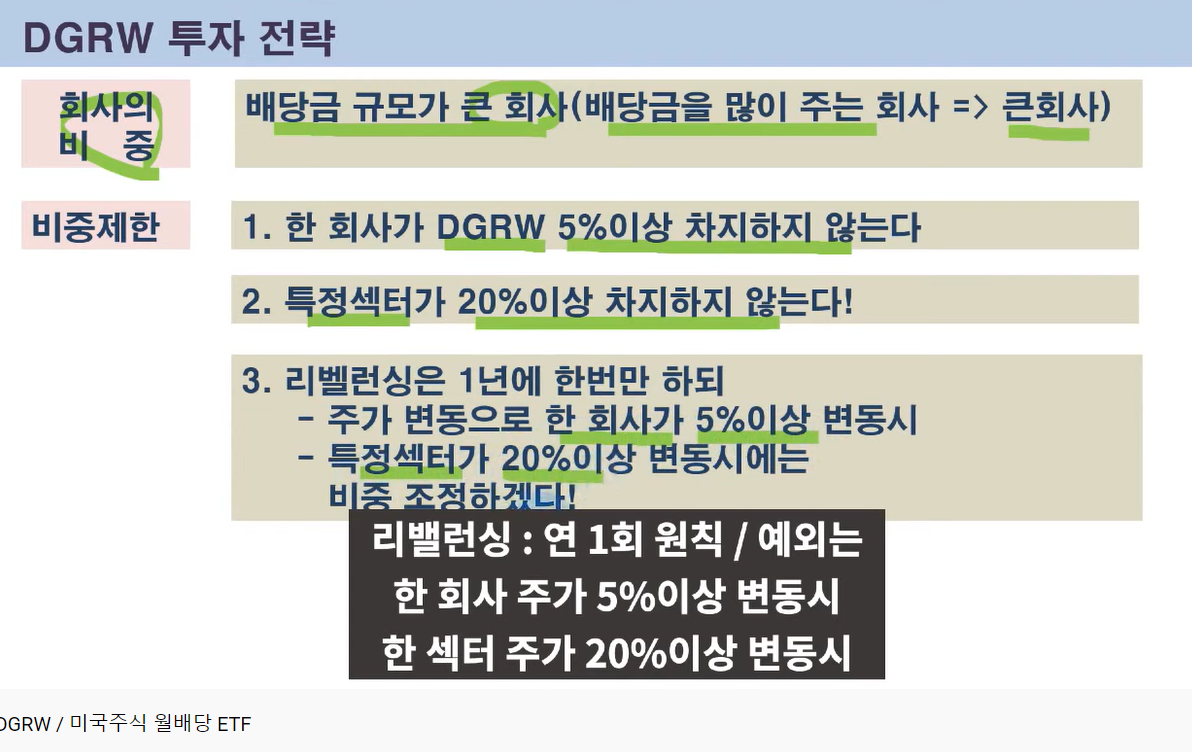 DGRW 투자 전략
회사의
비 중
배당금 규모가 큰 회사(배당금을 많이 주는 회사 => 큰회사)
비중제한
1. 한 회사가 DGRW 5%이상 차지하지 않는다
2. 특정섹터가 20%이상 차지하지 않는다!
3. 리벨런싱은 1년에 한번만 하되
- 주가 변동으로 한 회사가 5%이상 변동시
- 특정섹터가 20%이상 변동시에는
비중 조정하겠다!
리밸런싱 : 연 1회 원칙 / 예외는
한 회사 주가 5%이상 변동시
한 섹터 주가 20%이상 변동시
DGRW / 미국주식 월배당 ETF